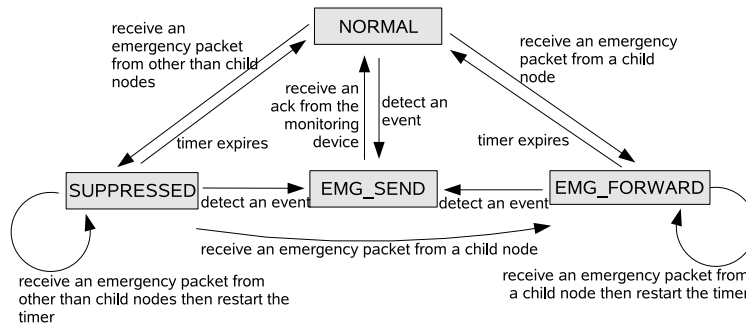 receive an
emergency packet
from other than child
nodes
NORMAL
receive an emergency
packet from a child
node
receive an
ack from the
monitoring
device
detect an
event
timer expires
timer expires
SUPPRESSED
EMG_SEND
EMG_FORWARD
detect an event
detect an event
receive an emergency packet from a child node
receive an emergency packet from
other than child nodes then restart the
timer
receive an emergency packet from
a child node then restart the timer